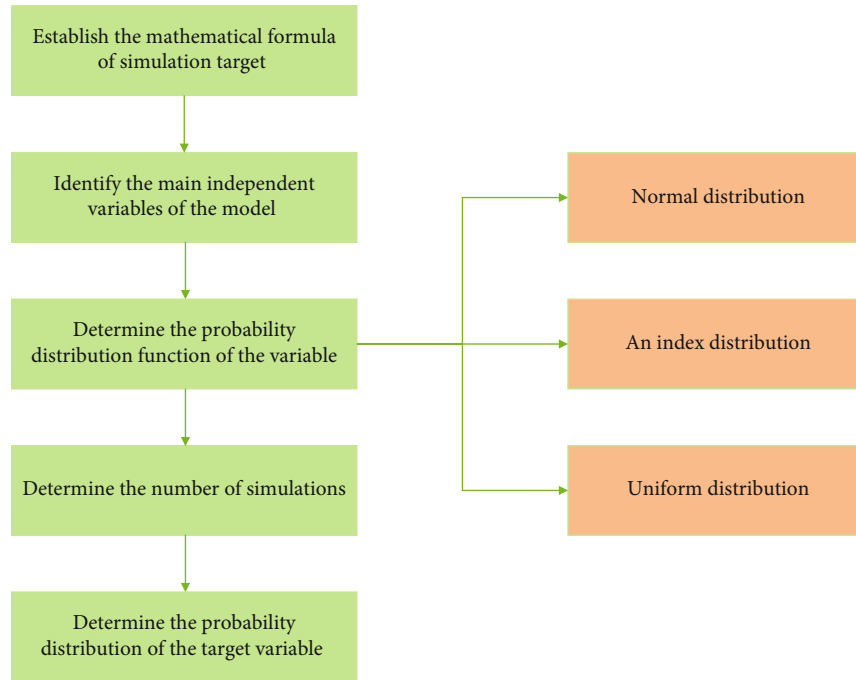 Establish the mathematical formula
of simulation target
Identify the main independent
variables of the model
Determine the probability
distribution function of the variable
Determine the number of simulations
Determine the probability
distribution of the target variable
Normal distribution
An index distribution
Uniform distribution